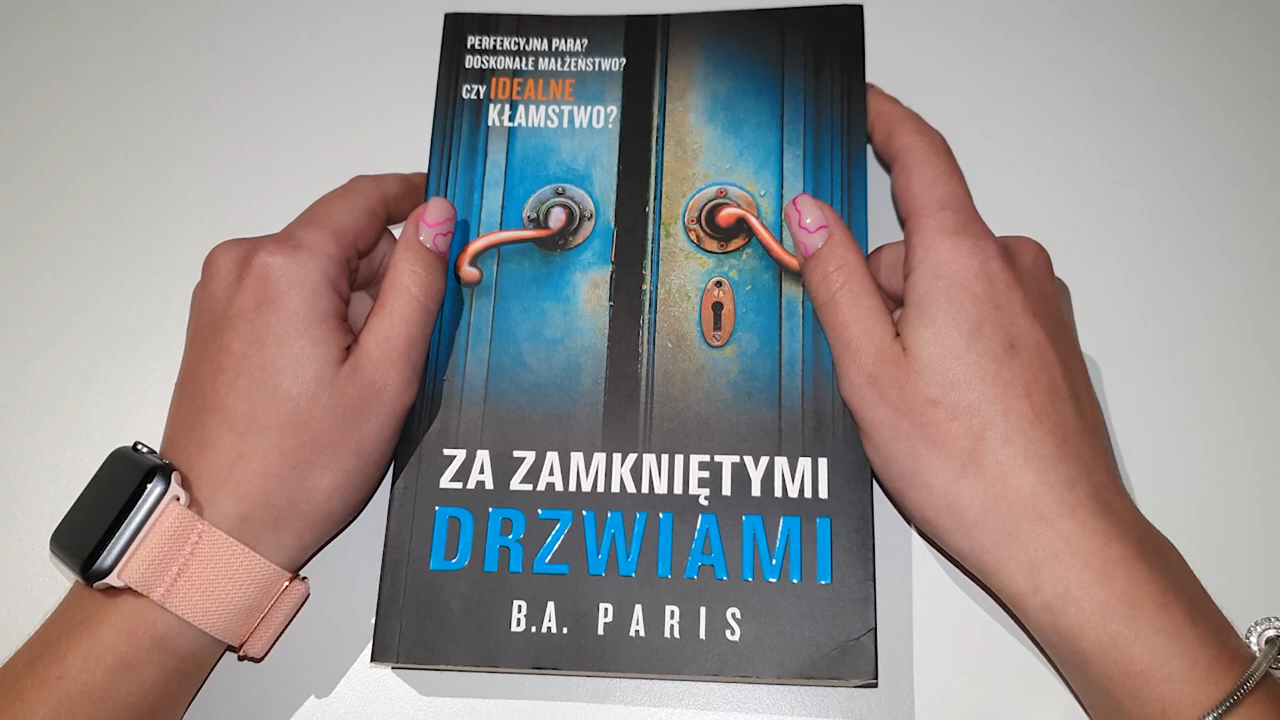 PERFEKCYJNA PARA?
DOSKONAŁE MAŁŻEŃSTWO?
CZY IDEALNE
KŁAMSTWO?
ZA ZAMKNIĘTYMI
DRZWIAMI
B.A. PARIS